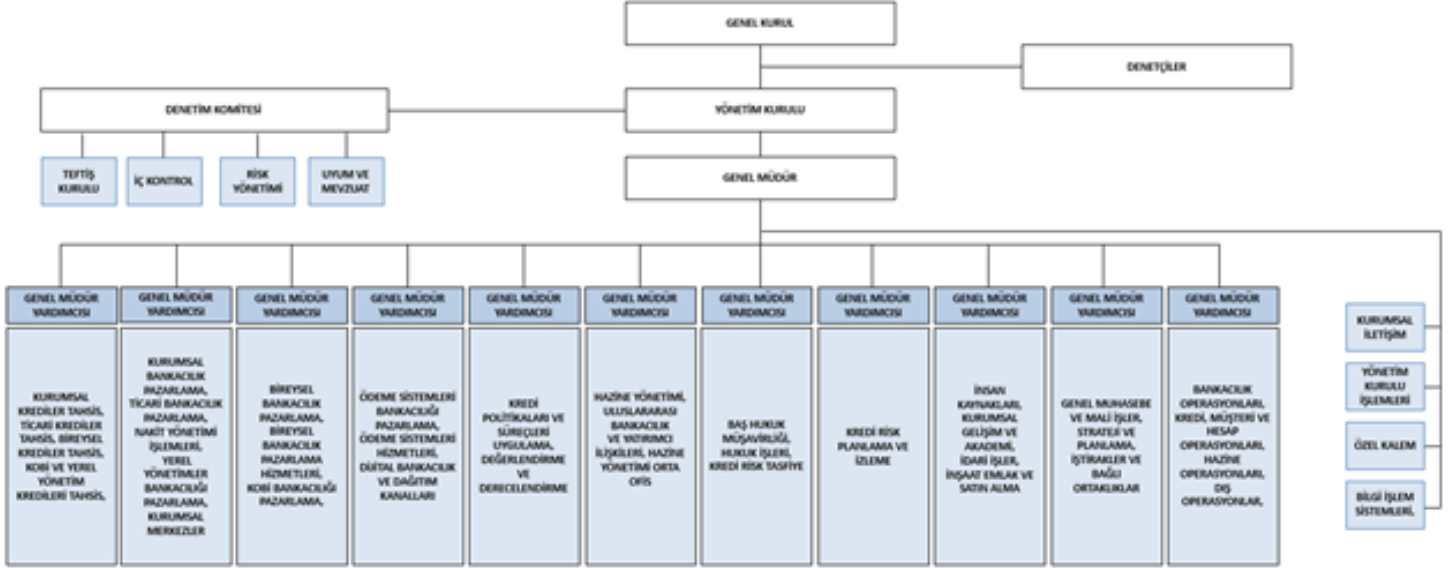 GENEL KURUL
DENETÇİLER
DENETİM KOMİTESİ
YÖNETİM KURULU
TEFTİŞ
KURULU
İÇ KONTROL
RİSK
YÖNETİMİ
UYUM VE
MEVZUAT
GENEL MÜDÜR
GENEL MÜDÜR
YARDIMCISI
KURUMSAL
KREDİLER TAHSİS,
TİCARİ KREDİLER
TAHSİS, BİREYSEL
KREDİLER TAHSİS,
KOBİ VE YEREL
YÖNETİM
KREDİLERİ TAHSİS,
GENEL MÜDÜR
YARDIMCISI
KURUMSAL
BANKACILIK
PAZARLAMA,
TİCARİ BANKACILIK
PAZARLAMA,
NAKİT YÖNETİMİ
İŞLEMLERİ,
YEREL
YÖNETİMLER
BANKACILIĞI
PAZARLAMA,
KURUMSAL
MERKEZLER
GENEL MÜDÜR
YARDIMCISI
BİREYSEL
BANKACILIK
PAZARLAMA,
BİREYSEL
BANKACILIK
PAZARLAMA
HİZMETLERİ,
KOBİ BANKACILIĞI
PAZARLAMA,
GENEL MÜDÜR
YARDIMCISI
ÖDEME SİSTEMLERİ
BANKACILIĞI
PAZARLAMA,
ÖDEME SİSTEMLERİ
HİZMETLERİ,
DİJİTAL BANKACILIK
VE DAĞITIM
KANALLARI
GENEL MÜDÜR
YARDIMCISI
KREDİ
POLİTİKALARI VE
SÜREÇLERİ
UYGULAMA,
DEĞERLENDİRME
VE
DERECELENDİRME
GENEL MÜDÜR
YARDIMCISI
HAZİNE YÖNETİMİ,
ULUSLARARASI
BANKACILIK
VE YATIRIMCI
İLİŞKİLERİ, HAZİNE
YÖNETİMİ ORTA
OFİS
GENEL MÜDÜR
YARDIMCISI
BAŞ HUKUK
MÜŞAVİRLİĞİ,
HUKUK İŞLERİ,
KREDİ RİSK TASFİYE
GENEL MÜDÜR
YARDIMCISI
KREDİ RİSK
PLANLAMA VE
İZLEME
GENEL MÜDÜR
YARDIMCISI
İNSAN
KAYNAKLARI,
KURUMSAL
GELİŞİM VE
AKADEMİ,
İDARİ İŞLER,
İNŞAAT EMLAK VE
SATIN ALMA
GENEL MÜDÜR
YARDIMCISI
GENEL MUHASEBE
VE MALİ İŞLER,
STRATEJİ VE
PLANLAMA,
İŞTİRAKLER VE
BAĞLI
ORTAKLIKLAR
GENEL MÜDÜR
YARDIMCISI
BANKACILIK
OPERASYONLARI,
KREDİ, MÜŞTERİ VE
HESAP
OPERASYONLARI,
HAZİNE
OPERASYONLARI,
DIŞ
OPERASYONLAR,
KURUMSAL
İLETİŞİM
YÖNETİM
KURULU
İŞLEMLERİ
ÖZEL KALEM
BİLGİ İŞLEM
SİSTEMLERİ,